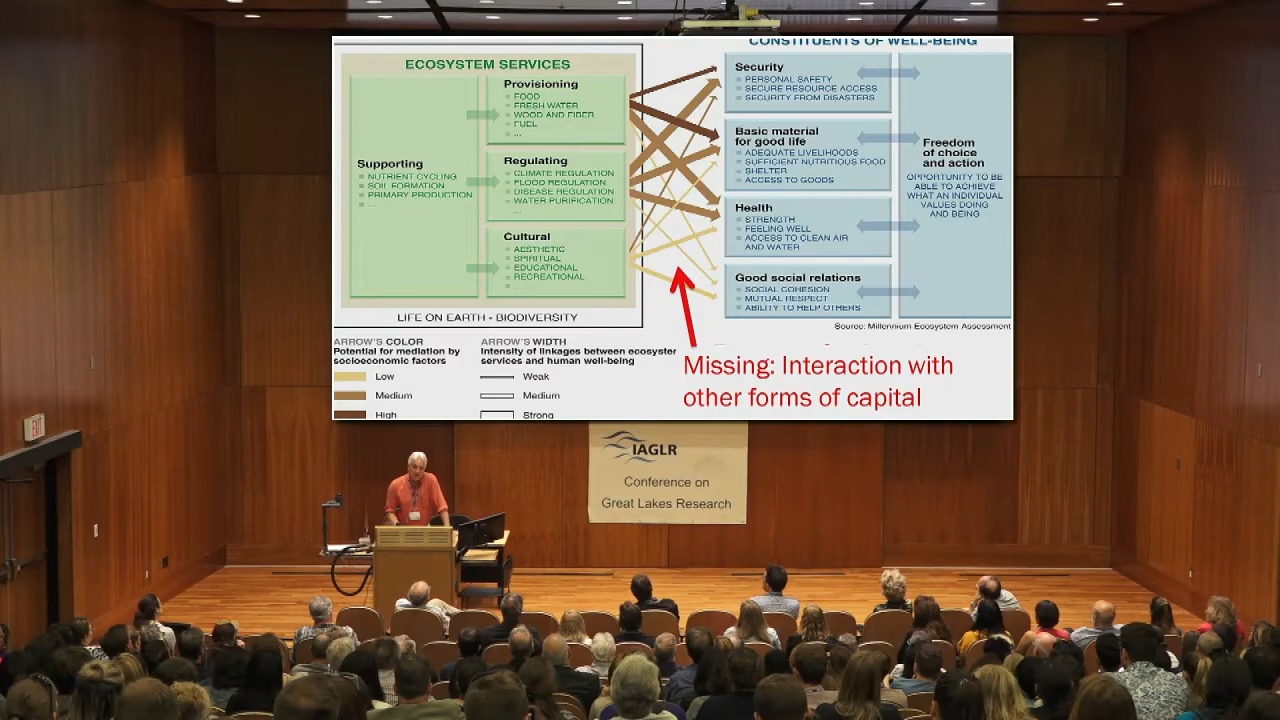 CONSTITUENTS OF WELL-BEING
ECOSYSTEM SERVICES
Supporting
NUTRIENT CYCLING
SOIL FORMATION
PRIMARY PRODUCTION
...
Provisioning
FOOD
FRESH WATER
WOOD AND FIBER
FUEL
...
Regulating
CLIMATE REGULATION
FLOOD REGULATION
DISEASE REGULATION
WATER PURIFICATION
...
Cultural
AESTHETIC
SPIRITUAL
EDUCATIONAL
RECREATIONAL
...
LIFE ON EARTH - BIODIVERSITY
Security
PERSONAL SAFETY
SECURE RESOURCE ACCESS
SECURITY FROM DISASTERS
Basic material
for good life
ADEQUATE LIVELIHOODS
SUFFICIENT NUTRITIOUS FOOD
SHELTER
ACCESS TO GOODS
Health
STRENGTH
FEELING WELL
ACCESS TO CLEAN AIR
AND WATER
Good social relations
SOCIAL COHESION
MUTUAL RESPECT
ABILITY TO HELP OTHERS
Freedom
of choice
and action
OPPORTUNITY TO BE
ABLE TO ACHIEVE
WHAT AN INDIVIDUAL
VALUES DOING
AND BEING
Source: Millennium Ecosystem Assessment
ARROW'S COLOR
Potential for mediation by
socioeconomic factors
Low
Medium
High
ARROW'S WIDTH
Intensity of linkages between ecosystem
services and human well-being
Weak
Medium
Strong
Missing: Interaction with
other forms of capital
EXIT
IAGLR
Conference on
Great Lakes Research